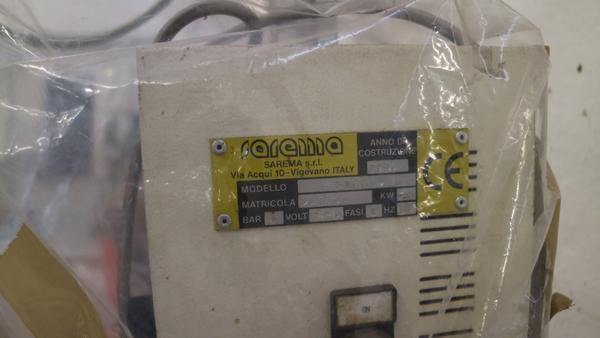 sarema
SAREMA s.r.l.
Via Acqui 10-Vigevano ITALY
ANNO DI
COSTRUZIONE
MODELLO
MATRICOLA
KW
BAR
VOLT
FASI
HZ
CE
ON